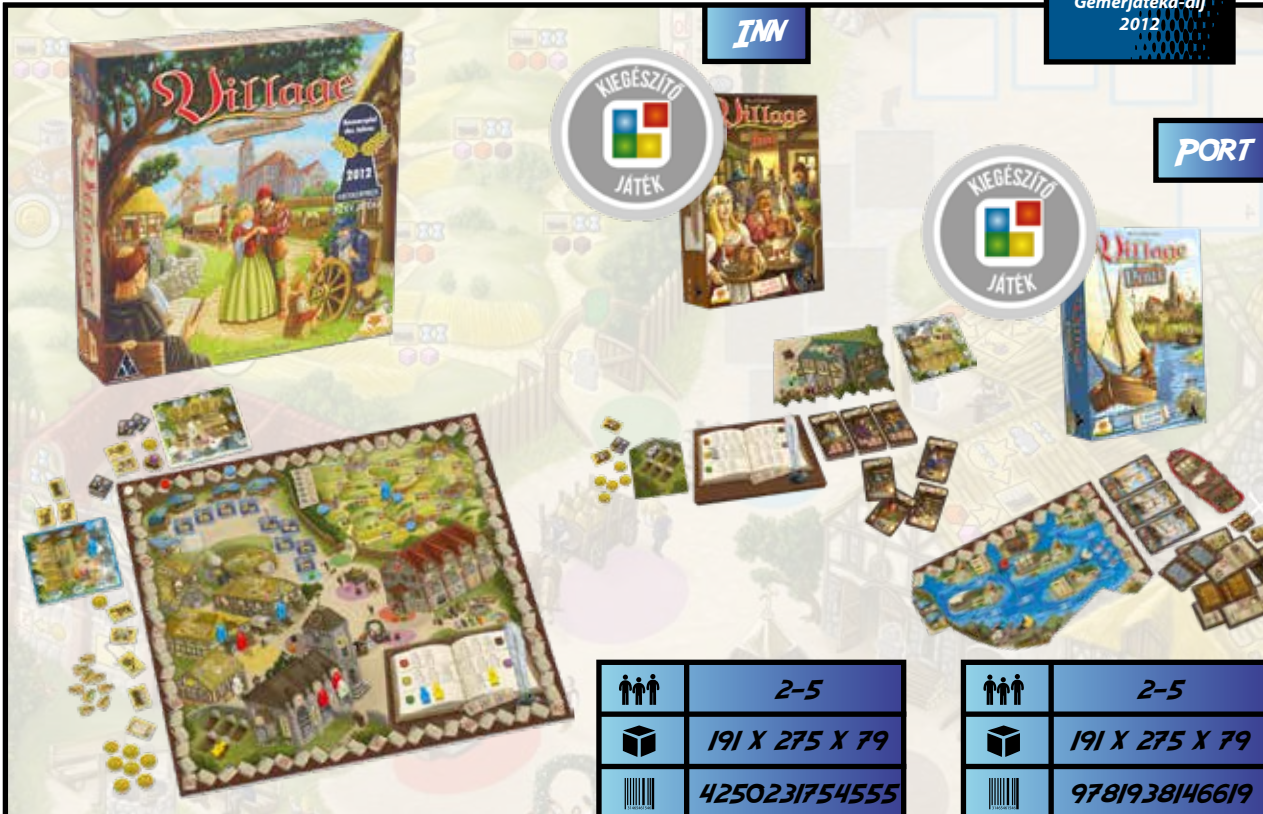 Gémerjátéka-díj
2012
INN
PORT
KIEGÉSZÍTŐ
JÁTÉK
KIEGÉSZÍTŐ
JÁTÉK
Village
2012
Village
Village
2-5
191 X 275 X 79
4250231754555
2-5
191 X 275 X 79
9781938146619